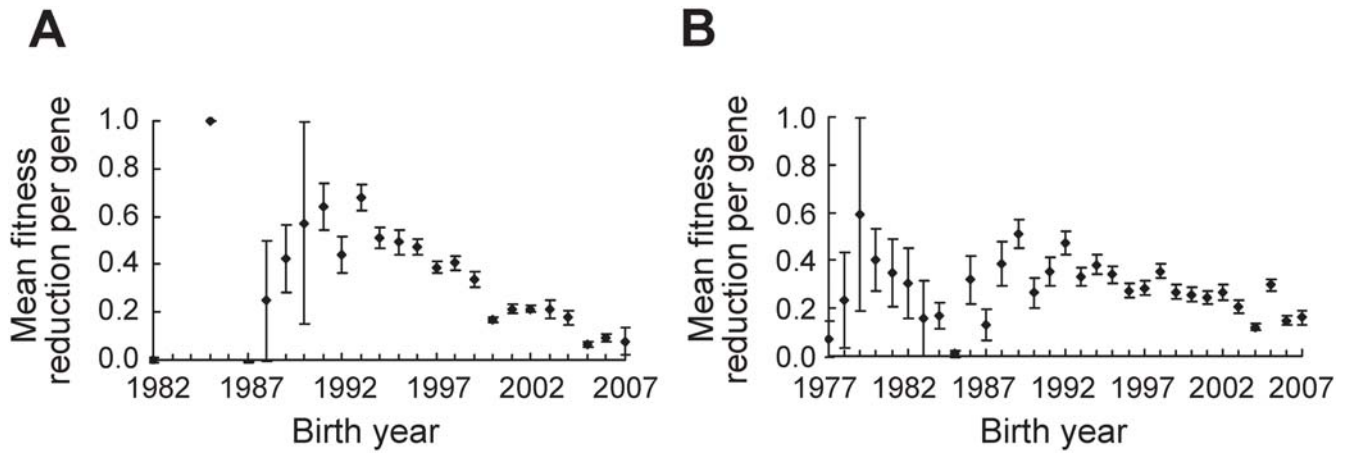 A
Mean fitness
reduction per gene
1.0
0.8
0.6
0.4
0.2
0.0
1982 1987 1992 1997 2002 2007
Birth year
B
Mean fitness
reduction per gene
1.0
0.8
0.6
0.4
0.2
0.0
1977 1982 1987 1992 1997 2002 2007
Birth year